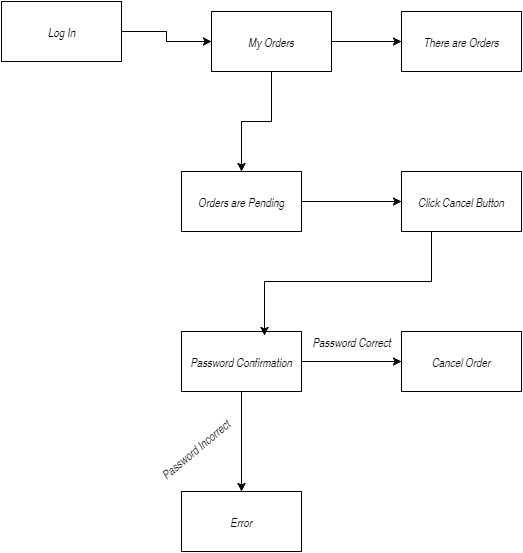 Log In
My Orders
There are Orders
Orders are Pending
Click Cancel Button
Password Confirmation
Password Correct
Cancel Order
Password Incorrect
Error